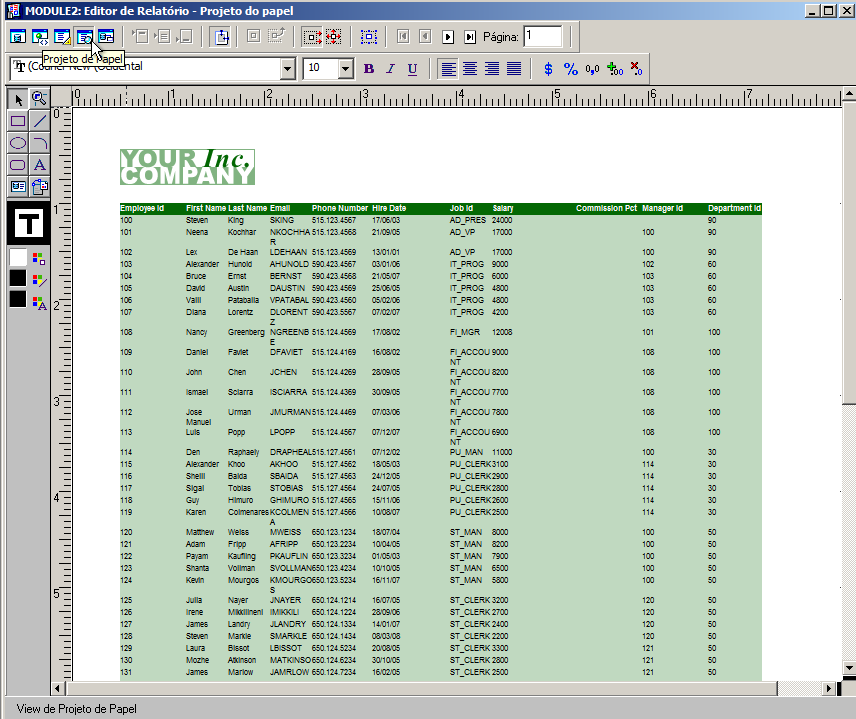 MODULE2: Editor de Relatório - Projeto do papel
Página: 1
Projeto de Papel
(Courier New (Ocidental
10
B I U
$ % 0,0
0 1 2 3 4 5 6 7
0
1
2
3
4
5
YOUR Inc.
COMPANY
Employee Id First Name Last Name Email Phone Number Hire Date Job Id Salary Commission Pct Manager Id Department Id
100 Steven King SKING 515.123.4567 17/06/03 AD_PRES 24000 90
101 Neena Kochhar NKOCHHA 515.123.4568 21/09/05 AD_VP 17000 100 90
R
102 Lex De Haan LDEHAAN 515.123.4569 13/01/01 AD_VP 17000 100 90
103 Alexander Hunold AHUNOLD 590.423.4567 03/01/06 IT_PROG 9000 102 60
104 Bruce Ernst BERNST 590.423.4568 21/05/07 IT_PROG 6000 103 60
105 David Austin DAUSTIN 590.423.4569 25/06/05 IT_PROG 4800 103 60
106 Valli Pataballa VPATABAL 590.423.4560 05/02/06 IT_PROG 4800 103 60
107 Diana Lorentz DLORENT 590.423.5567 07/02/07 IT_PROG 4200 103 60
Z
108 Nancy Greenberg NGREENB 515.124.4569 17/08/02 FI_MGR 12008 101 100
E
109 Daniel Faviet DFAVIET 515.124.4169 16/08/02 FI_ACCOU 9000 108 100
NT
110 John Chen JCHEN 515.124.4269 28/09/05 FI_ACCOU 8200 108 100
NT
111 Ismael Sciarra ISCIARRA 515.124.4369 30/09/05 FI_ACCOU 7700 108 100
NT
112 Jose Urman JMURMAN 515.124.4469 07/03/06 FI_ACCOU 7800 108 100
Manuel NT
113 Luis Popp LPOPP 515.124.4567 07/12/07 FI_ACCOU 6900 108 100
NT
114 Den Raphaely DRAPHEAL 515.127.4561 07/12/02 PU_MAN 11000 100 30
115 Alexander Khoo AKHOO 515.127.4562 18/05/03 PU_CLERK 3100 114 30
116 Shelli Baida SBAIDA 515.127.4563 24/12/05 PU_CLERK 2900 114 30
117 Sigal Tobias STOBIAS 515.127.4564 24/07/05 PU_CLERK 2800 114 30
118 Guy Himuro GHIMURO 515.127.4565 15/11/06 PU_CLERK 2600 114 30
119 Karen Colmenares KCOLMEN 515.127.4566 10/08/07 PU_CLERK 2500 114 30
A
120 Matthew Weiss MWEISS 650.123.1234 18/07/04 ST_MAN 8000 100 50
121 Adam Fripp AFRIPP 650.123.2234 10/04/05 ST_MAN 8200 100 50
122 Payam Kaufling PKAUFLIN 650.123.3234 01/05/03 ST_MAN 7900 100 50
123 Shanta Vollman SVOLLMAN 650.123.4234 10/10/05 ST_MAN 6500 100 50
124 Kevin Mourgos KMOURGO 650.123.5234 16/11/07 ST_MAN 5800 100 50
S
125 Julia Nayer JNAYER 650.124.1214 16/07/05 ST_CLERK 3200 120 50
126 Irene Mikkilineni IMIKKILI 650.124.1224 28/09/06 ST_CLERK 2700 120 50
127 James Landry JLANDRY 650.124.1334 14/01/07 ST_CLERK 2400 120 50
128 Steven Markle SMARKLE 650.124.1434 08/03/08 ST_CLERK 2200 120 50
129 Laura Bissot LBISSOT 650.124.5234 20/08/05 ST_CLERK 3300 121 50
130 Mozhe Atkinson MATKINSO 650.124.6234 30/10/05 ST_CLERK 2800 121 50
131 James Marlow JAMRLOW 650.124.7234 16/02/05 ST_CLERK 2500 121 50
View de Projeto de Papel